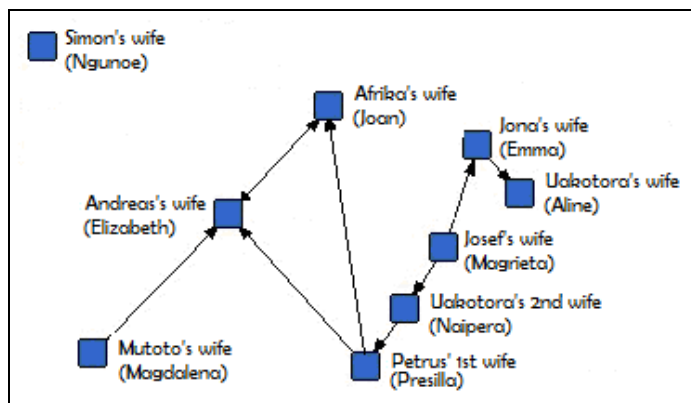 Simon's wife
(Ngunoe)
Afrika's wife
(Joan)
Jona's wife
(Emma)
Uakotora's wife
(Aline)
Andreas's wife
(Elizabeth)
Josef's wife
(Magrieta)
Uakotora's 2nd wife
(Naipera)
Mutoto's wife
(Magdalena)
Petrus' 1st wife
(Presilla)